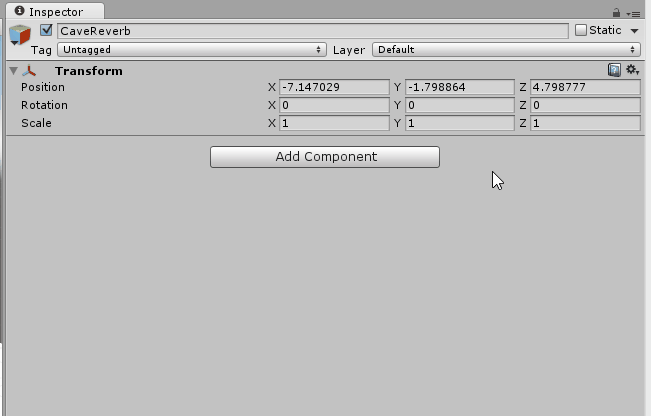 Inspector
CaveReverb Static
Tag Untagged Layer Default
Transform
Position X -7.147029 Y -1.798864 Z 4.798777
Rotation X 0 Y 0 Z 0
Scale X 1 Y 1 Z 1
Add Component